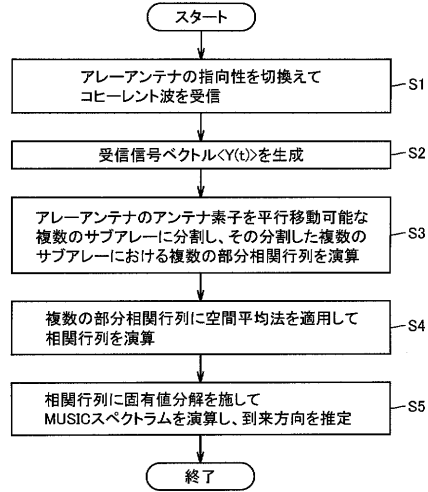 スタート
アレーアンテナの指向性を切換えて
コヒーレント波を受信
S1
受信信号ベクトル<Y(t)>を生成
S2
アレーアンテナのアンテナ素子を平行移動可能な
複数のサブアレーに分割し、その分割した複数の
サブアレーにおける複数の部分相関行列を演算
S3
複数の部分相関行列に空間平均法を適用して
相関行列を演算
S4
相関行列に固有値分解を施して
MUSICスペクトラムを演算し、到来方向を推定
S5
終了